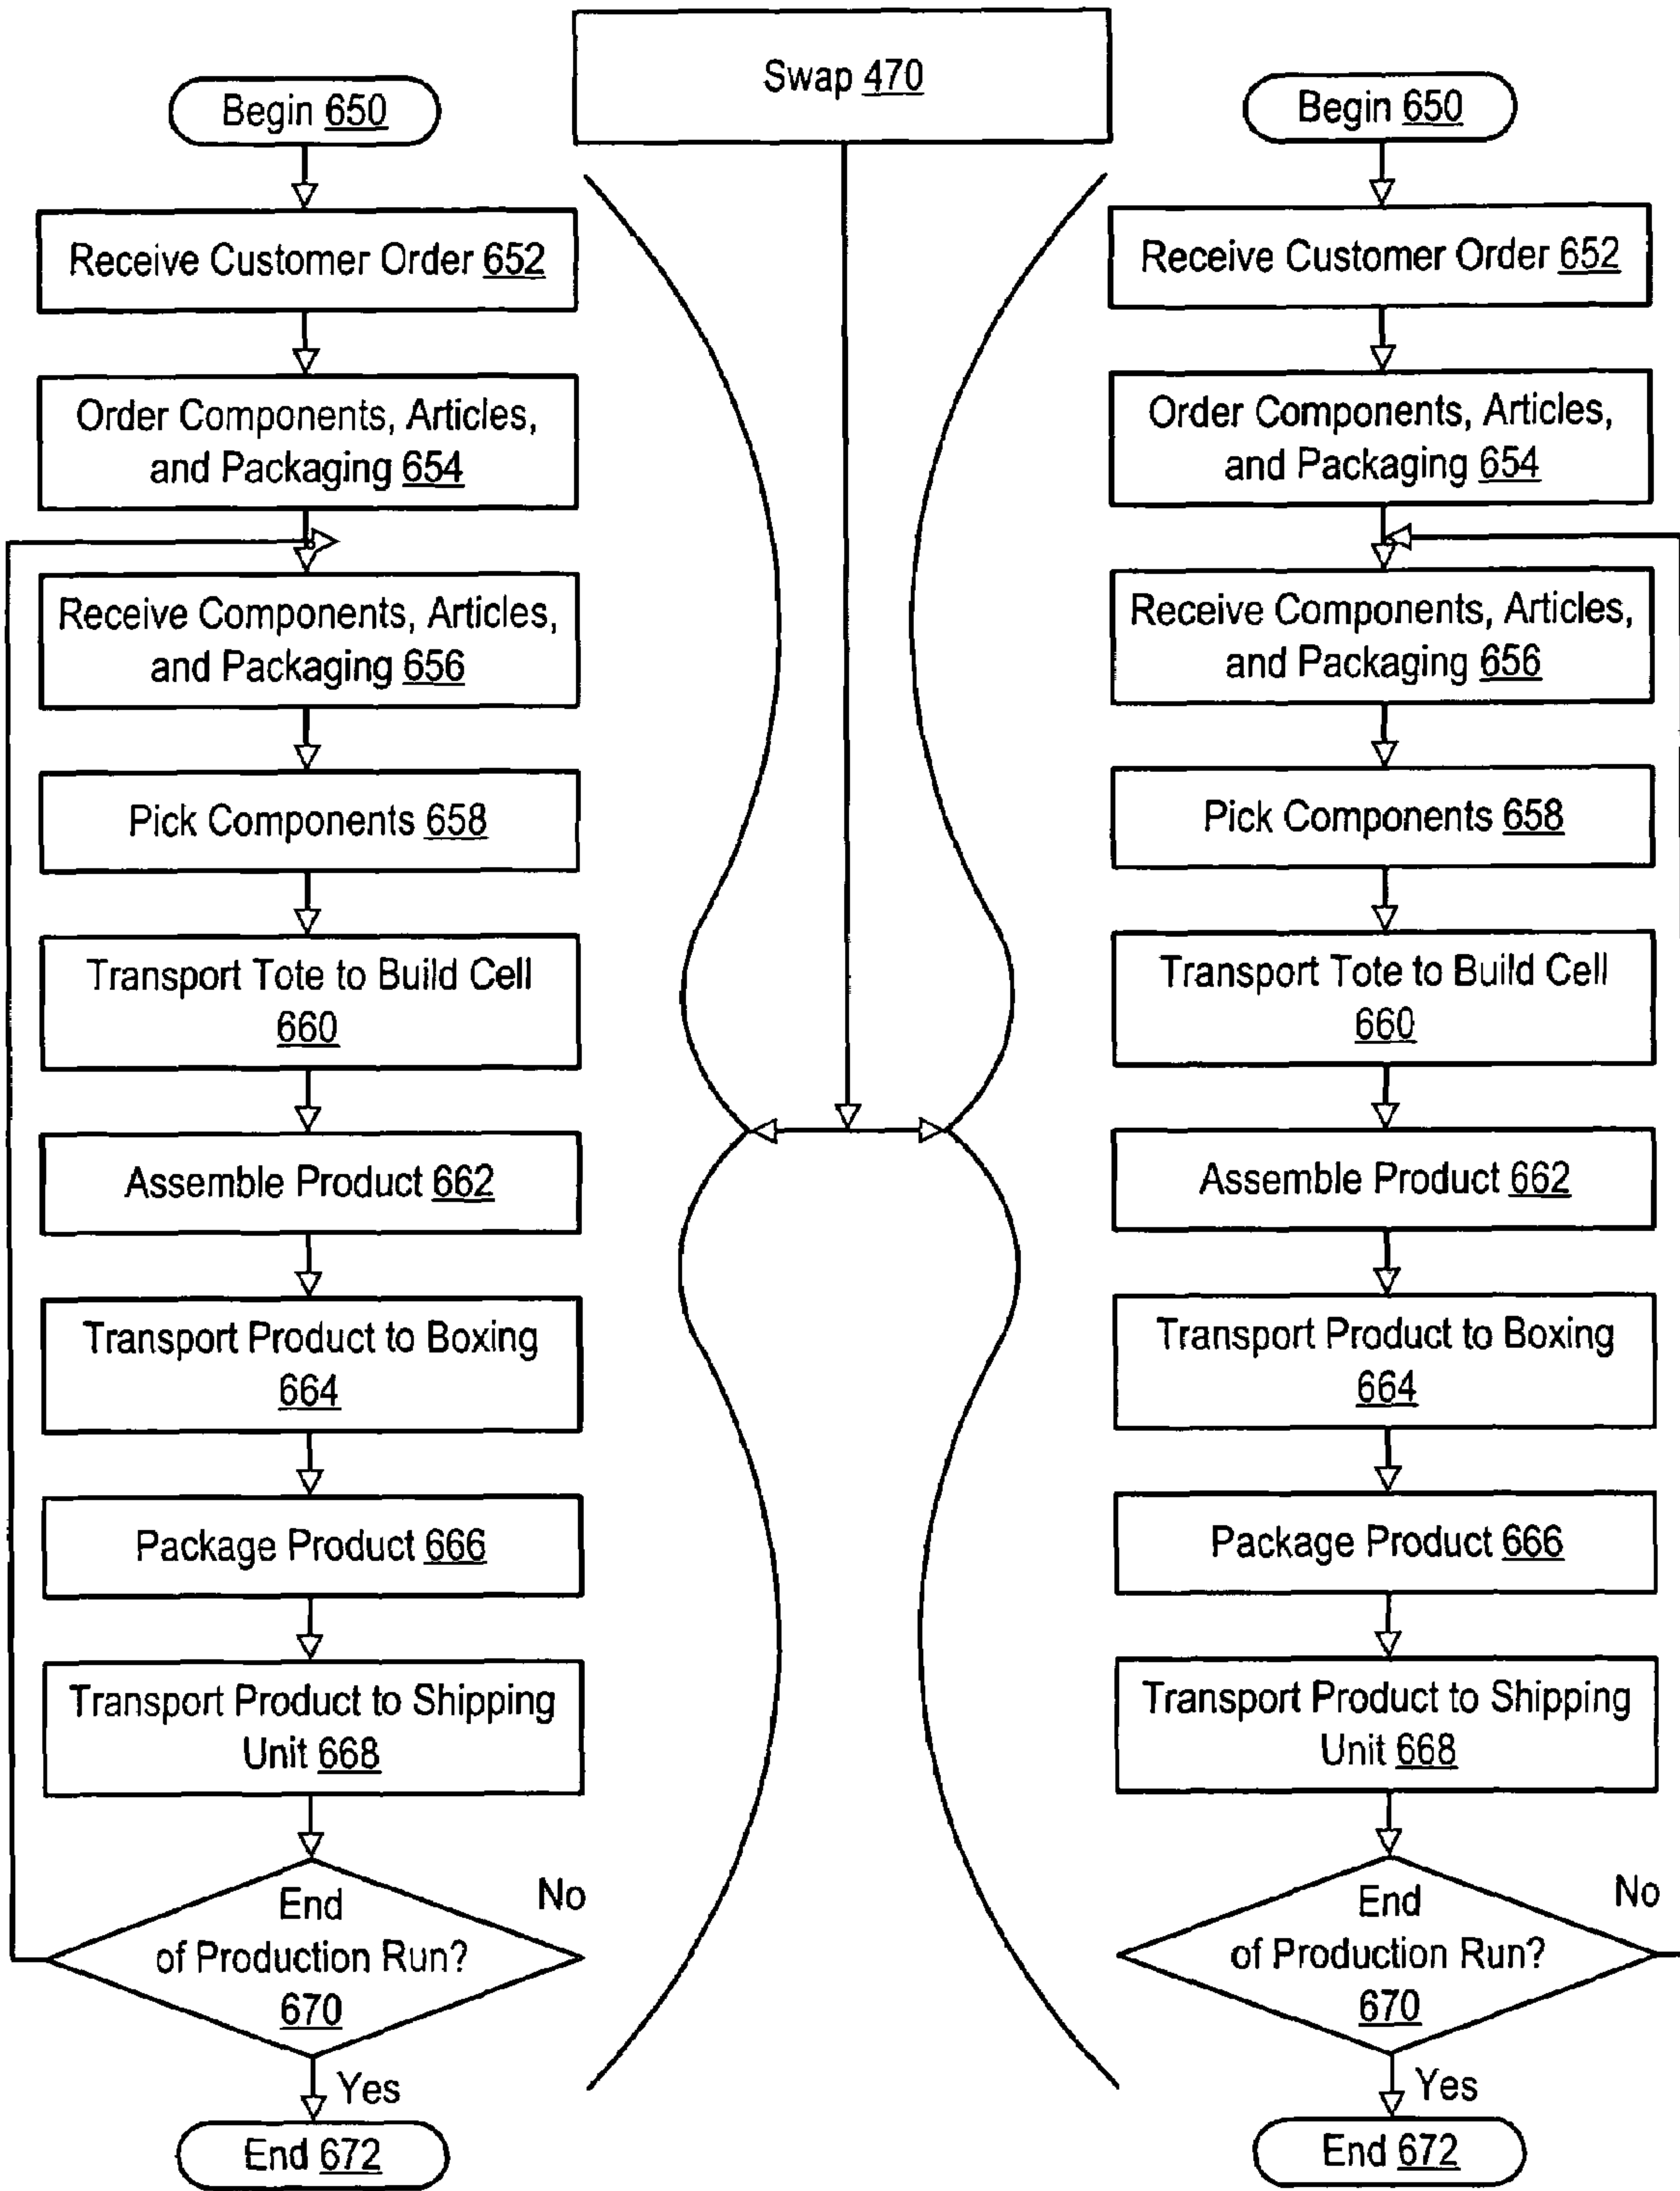 Swap 470
Begin 650
Receive Customer Order 652
Order Components, Articles,
and Packaging 654
Receive Components, Articles,
and Packaging 656
Pick Components 658
Transport Tote to Build Cell
660
Assemble Product 662
Transport Product to Boxing
664
Package Product 666
Transport Product to Shipping
Unit 668
End
of Production Run?
670
No
Yes
End 672
Begin 650
Receive Customer Order 652
Order Components, Articles,
and Packaging 654
Receive Components, Articles,
and Packaging 656
Pick Components 658
Transport Tote to Build Cell
660
Assemble Product 662
Transport Product to Boxing
664
Package Product 666
Transport Product to Shipping
Unit 668
End
of Production Run?
670
No
Yes
End 672